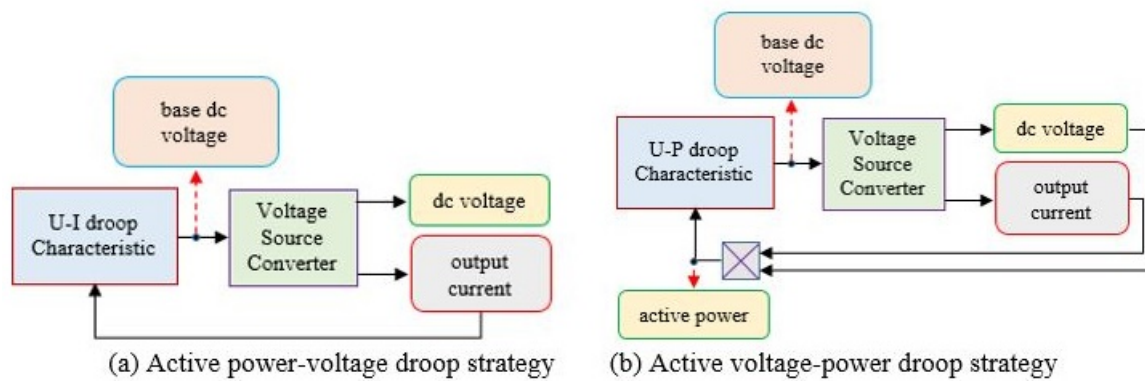 base dc
voltage
U-I droop
Characteristic
Voltage
Source
Converter
dc voltage
output
current
(a) Active power-voltage droop strategy
base dc
voltage
U-P droop
Characteristic
Voltage
Source
Converter
dc voltage
output
current
active power
(b) Active voltage-power droop strategy